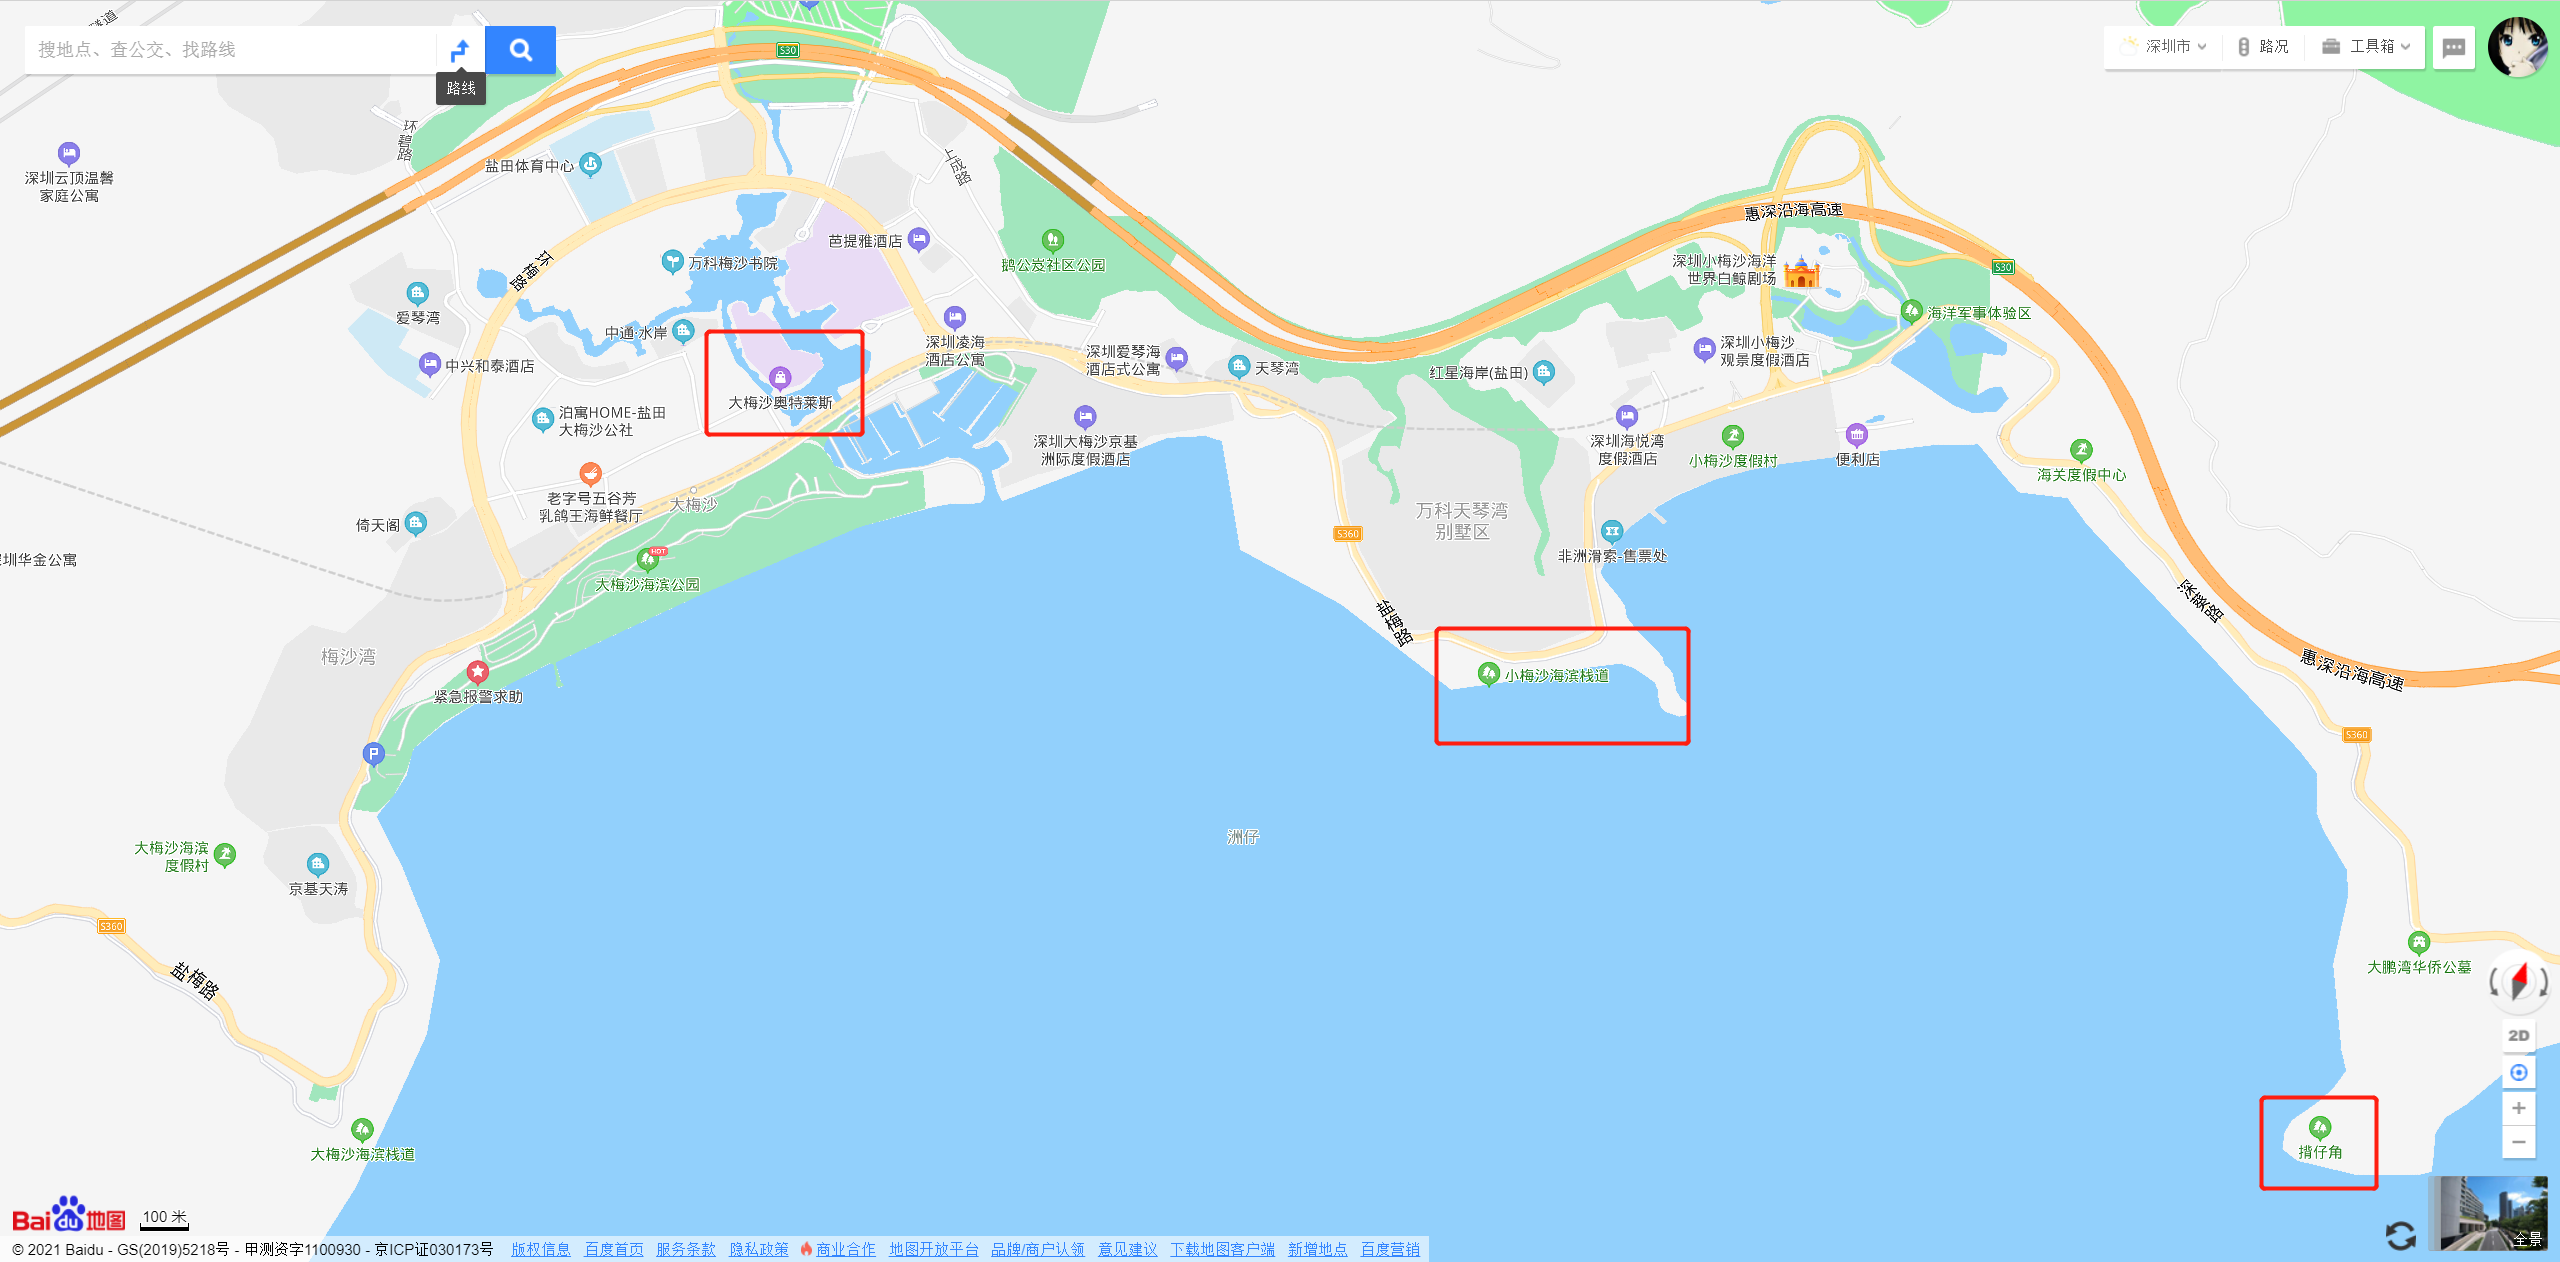 隧道
搜地点、查公交、找路线
路线
S30
深圳市
路况
工具箱
环碧路
盐田体育中心
上成路
深圳云顶温馨
家庭公寓
芭提雅酒店
惠深沿海高速
万科梅沙书院
鹅公岌社区公园
深圳小梅沙海洋
世界白鲸剧场
S30
环梅路
爱琴湾
海洋军事体验区
中通·水岸
深圳凌海
酒店公寓
深圳爱琴海
酒店式公寓
天琴湾
深圳小梅沙
观景度假酒店
中兴和泰酒店
红星海岸(盐田)
大梅沙奥特莱斯
泊寓HOME-盐田
大梅沙公社
深圳大梅沙京基
洲际度假酒店
深圳海悦湾
度假酒店
小梅沙度假村
便利店
海关度假中心
老字号五谷芳
乳鸽王海鲜餐厅
大梅沙
倚天阁
万科天琴湾
别墅区
S360
圳华金公寓
HOT
大梅沙海滨公园
非洲滑索-售票处
盐梅路
深葵路
梅沙湾
紧急报警求助
小梅沙海滨栈道
惠深沿海高速
S360
P
洲仔
大梅沙海滨
度假村
京基天涛
S360
盐梅路
大鹏湾华侨公墓
2D
大梅沙海滨栈道
揹仔角
Bai du 地图
100 米
全景
© 2021 Baidu - GS(2019)5218号 - 甲测资字1100930 - 京ICP证030173号 版权信息 百度首页 服务条款 隐私政策 商业合作 地图开放平台 品牌/商户认领 意见建议 下载地图客户端 新增地点 百度营销